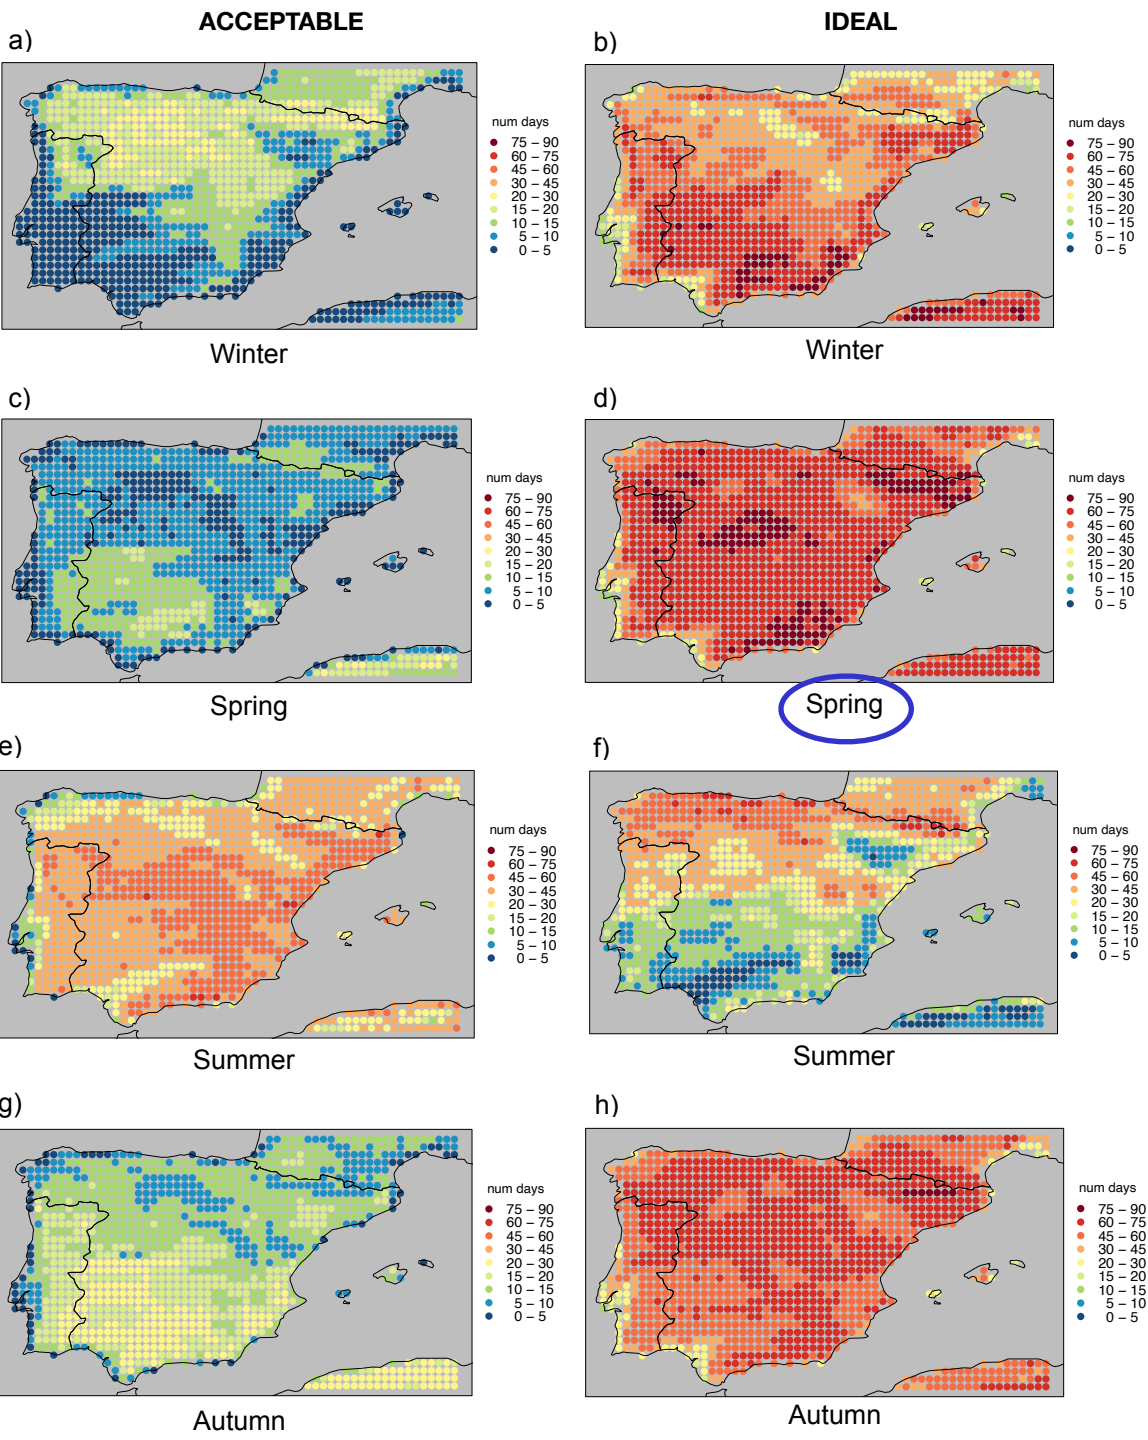 ACCEPTABLE
IDEAL
a)
num days
75 – 90
60 – 75
45 – 60
30 – 45
20 – 30
15 – 20
10 – 15
5 – 10
0 – 5
Winter
b)
num days
75 – 90
60 – 75
45 – 60
30 – 45
20 – 30
15 – 20
10 – 15
5 – 10
0 – 5
Winter
c)
num days
75 – 90
60 – 75
45 – 60
30 – 45
20 – 30
15 – 20
10 – 15
5 – 10
0 – 5
Spring
d)
num days
75 – 90
60 – 75
45 – 60
30 – 45
20 – 30
15 – 20
10 – 15
5 – 10
0 – 5
Spring
e)
num days
75 – 90
60 – 75
45 – 60
30 – 45
20 – 30
15 – 20
10 – 15
5 – 10
0 – 5
Summer
f)
num days
75 – 90
60 – 75
45 – 60
30 – 45
20 – 30
15 – 20
10 – 15
5 – 10
0 – 5
Summer
g)
num days
75 – 90
60 – 75
45 – 60
30 – 45
20 – 30
15 – 20
10 – 15
5 – 10
0 – 5
Autumn
h)
num days
75 – 90
60 – 75
45 – 60
30 – 45
20 – 30
15 – 20
10 – 15
5 – 10
0 – 5
Autumn